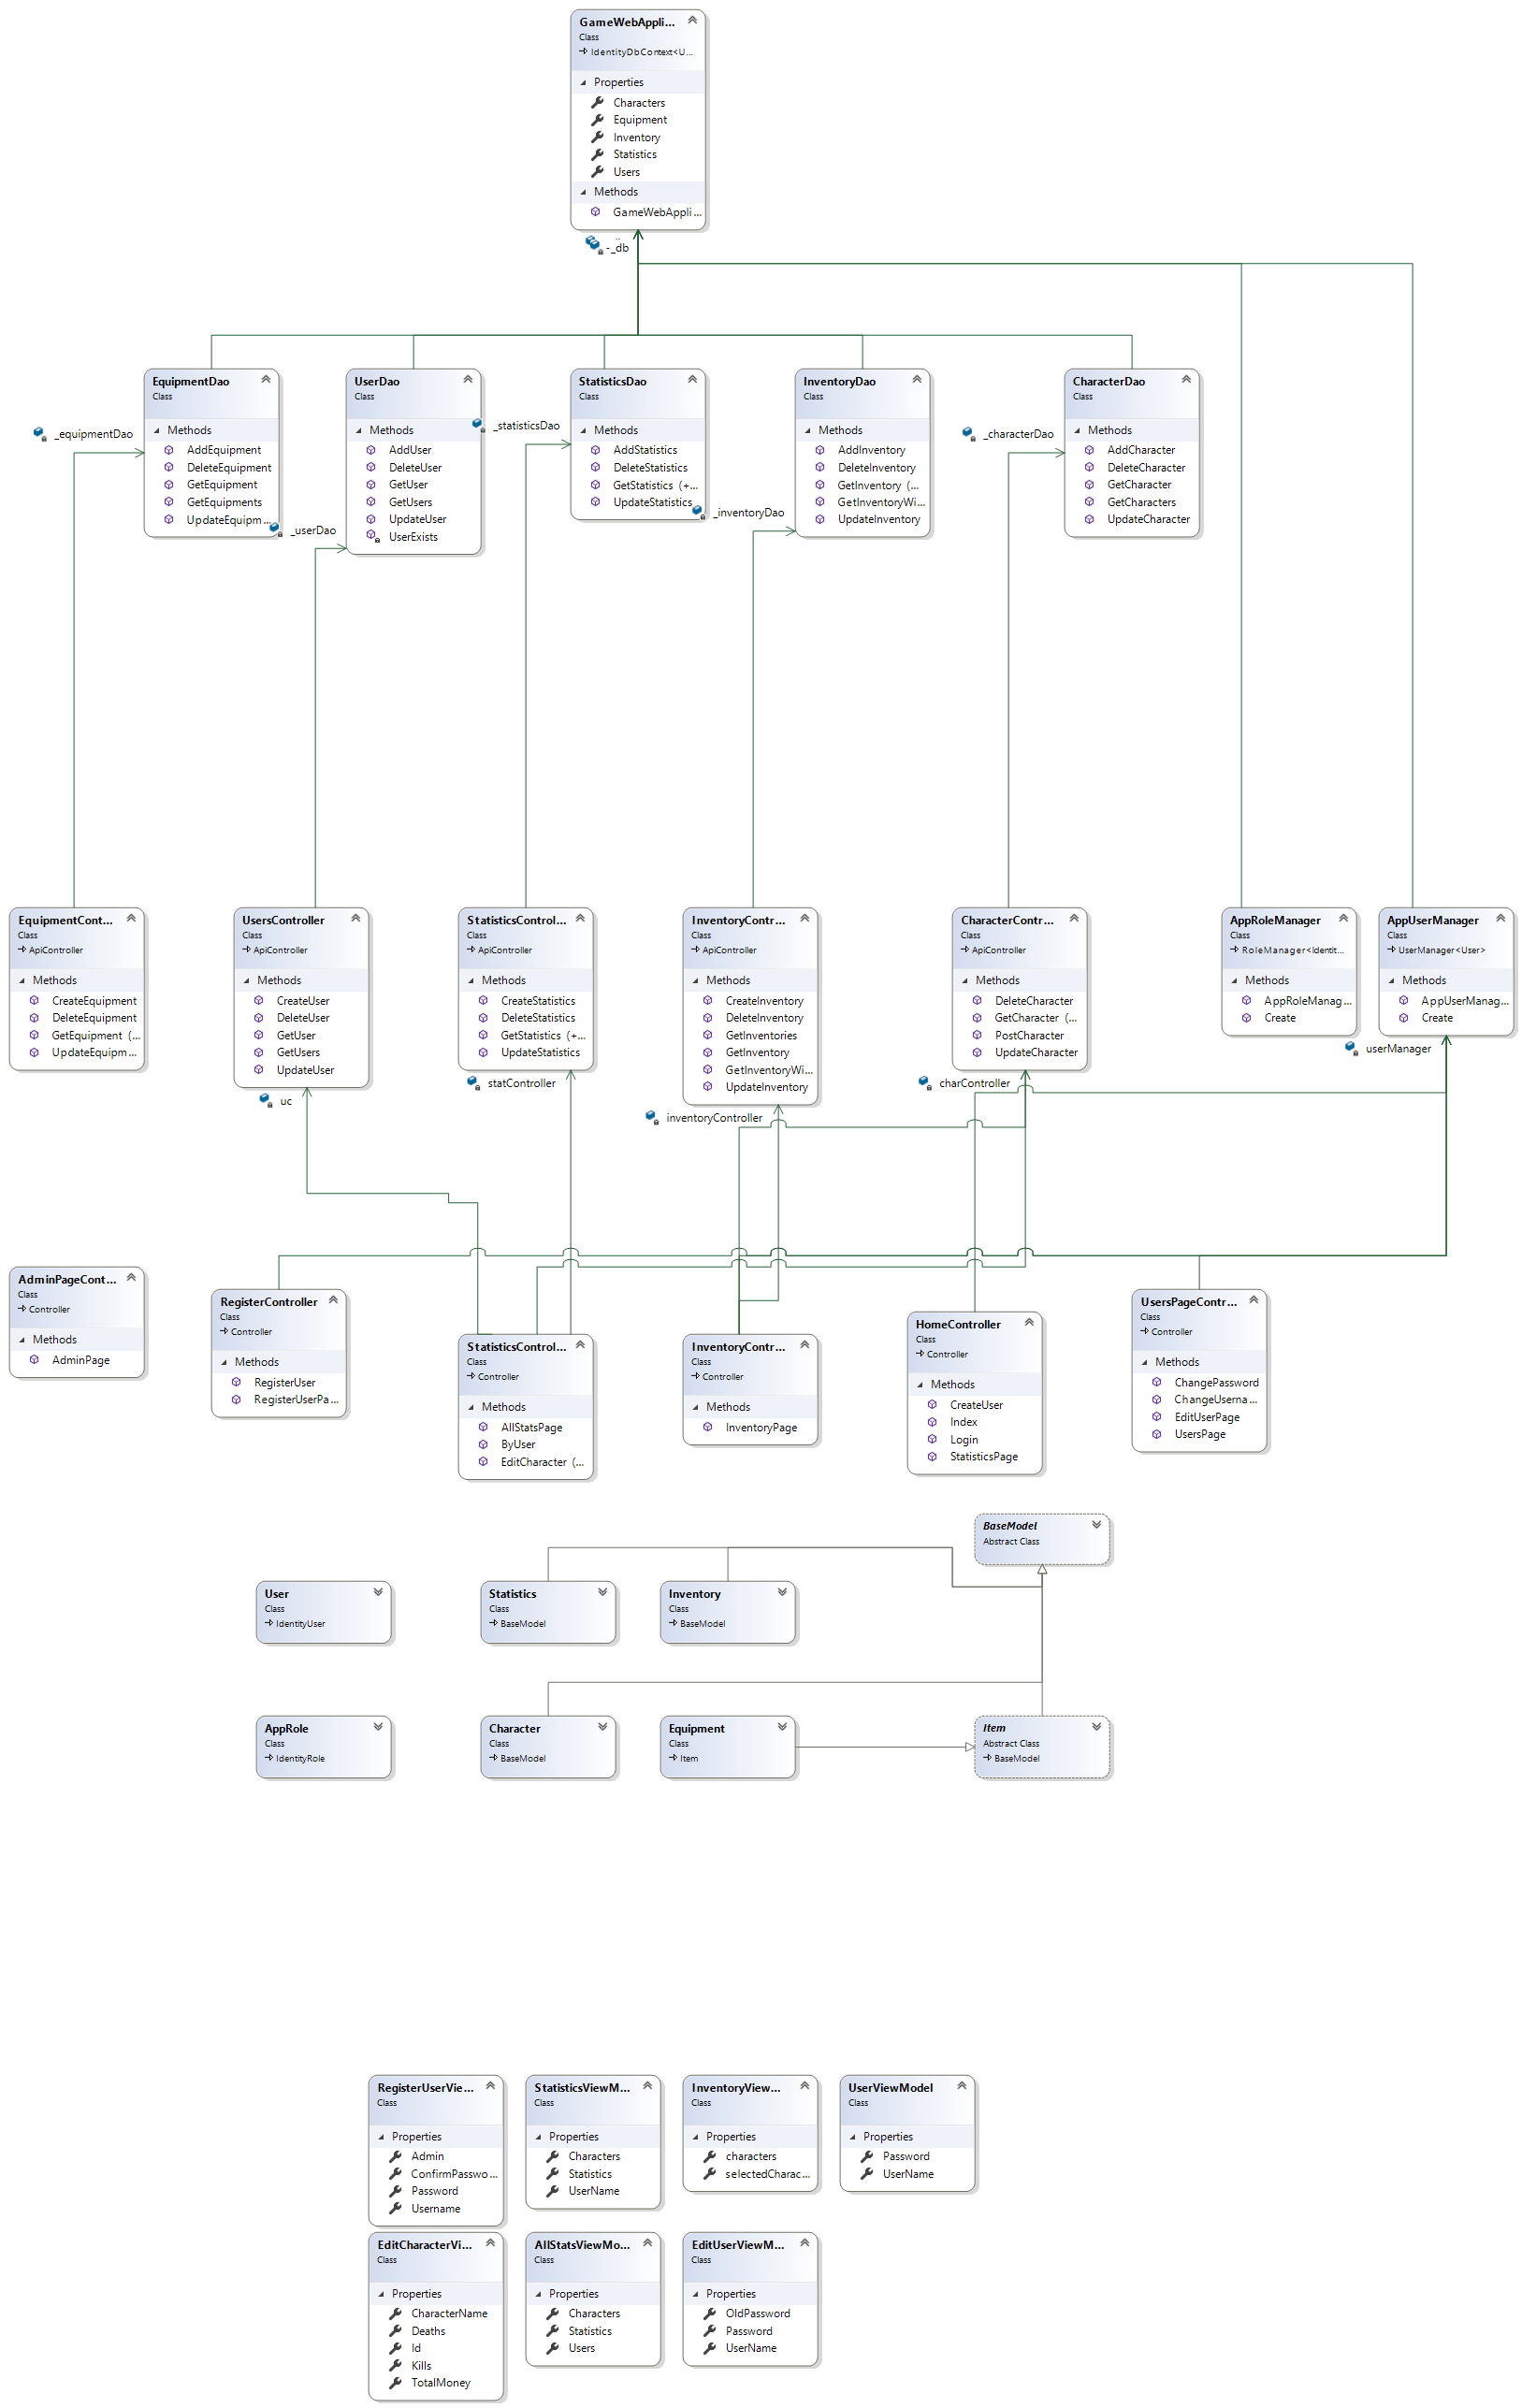 GameWebAppli...
Class
IdentityDbContext<U...
Properties
Characters
Equipment
Inventory
Statistics
Users
Methods
GameWebAppli...
-_db
EquipmentDao
Class
Methods
AddEquipment
DeleteEquipment
GetEquipment
GetEquipments
UpdateEquipm...
_equipmentDao
UserDao
Class
Methods
AddUser
DeleteUser
GetUser
GetUsers
UpdateUser
UserExists
_userDao
StatisticsDao
Class
Methods
AddStatistics
DeleteStatistics
GetStatistics (+...
UpdateStatistics
_statisticsDao
InventoryDao
Class
Methods
AddInventory
DeleteInventory
GetInventory (...
GetInventoryWi...
UpdateInventory
_inventoryDao
CharacterDao
Class
Methods
AddCharacter
DeleteCharacter
GetCharacter
GetCharacters
UpdateCharacter
_characterDao
EquipmentCont...
Class
ApiController
Methods
CreateEquipment
DeleteEquipment
GetEquipment (...
UpdateEquipm...
UsersController
Class
ApiController
Methods
CreateUser
DeleteUser
GetUser
GetUsers
UpdateUser
uc
StatisticsControl...
Class
ApiController
Methods
CreateStatistics
DeleteStatistics
GetStatistics (+...
UpdateStatistics
statController
InventoryContr...
Class
ApiController
Methods
CreateInventory
DeleteInventory
GetInventories
GetInventory
GetInventoryWi...
UpdateInventory
inventoryController
CharacterContr...
Class
ApiController
Methods
DeleteCharacter
GetCharacter (...
PostCharacter
UpdateCharacter
charController
AppRoleManager
Class
RoleManager<Identit...
Methods
AppRoleManag...
Create
AppUserManager
Class
UserManager<User>
Methods
AppUserManag...
Create
userManager
AdminPageCont...
Class
Controller
Methods
AdminPage
RegisterController
Class
Controller
Methods
RegisterUser
RegisterUserPa...
StatisticsControl...
Class
Controller
Methods
AllStatsPage
ByUser
EditCharacter (...
InventoryContr...
Class
Controller
Methods
InventoryPage
HomeController
Class
Controller
Methods
CreateUser
Index
Login
StatisticsPage
UsersPageContr...
Class
Controller
Methods
ChangePassword
ChangeUserna...
EditUserPage
UsersPage
BaseModel
Abstract Class
User
Class
IdentityUser
Statistics
Class
BaseModel
Inventory
Class
BaseModel
AppRole
Class
IdentityRole
Character
Class
BaseModel
Equipment
Class
Item
Item
Abstract Class
BaseModel
RegisterUserVie...
Class
Properties
Admin
ConfirmPasswo...
Password
Username
StatisticsViewM...
Class
Properties
Characters
Statistics
UserName
InventoryView...
Class
Properties
characters
selectedCharac...
UserViewModel
Class
Properties
Password
UserName
EditCharacterVi...
Class
Properties
CharacterName
Deaths
Id
Kills
TotalMoney
AllStatsViewMo...
Class
Properties
Characters
Statistics
Users
EditUserViewM...
Class
Properties
OldPassword
Password
UserName